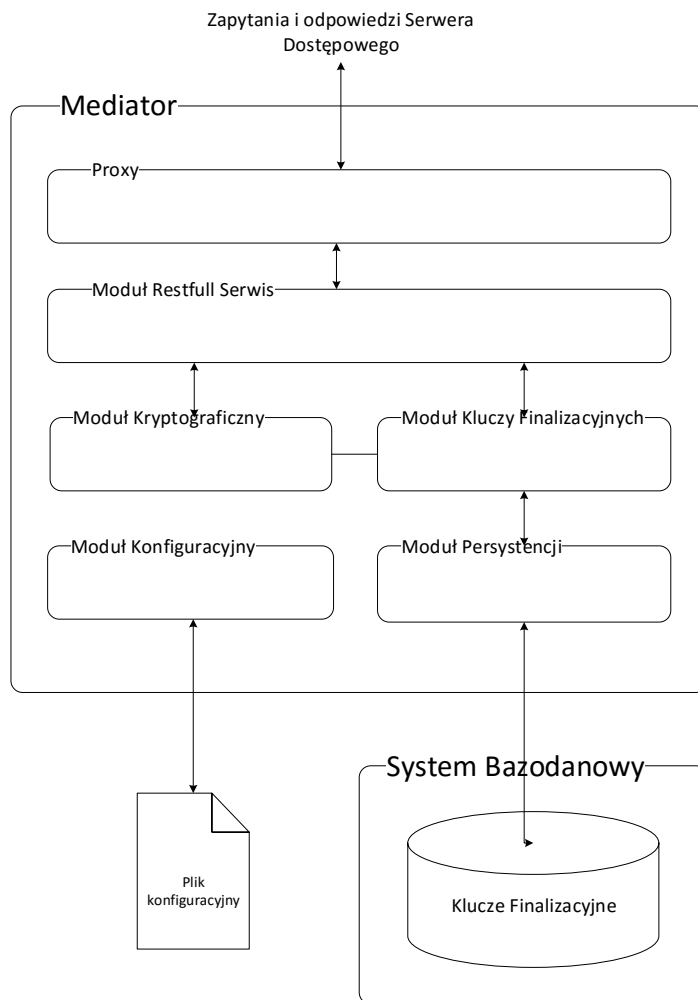 Zapytania i odpowiedzi Serwera
Dostępowego
Mediator
Proxy
Moduł Restfull Serwis
Moduł Kryptograficzny
Moduł Kluczy Finalizacyjnych
Moduł Konfiguracyjny
Moduł Persystencji
System Bazodanowy
Plik
konfiguracyjny
Klucze Finalizacyjne